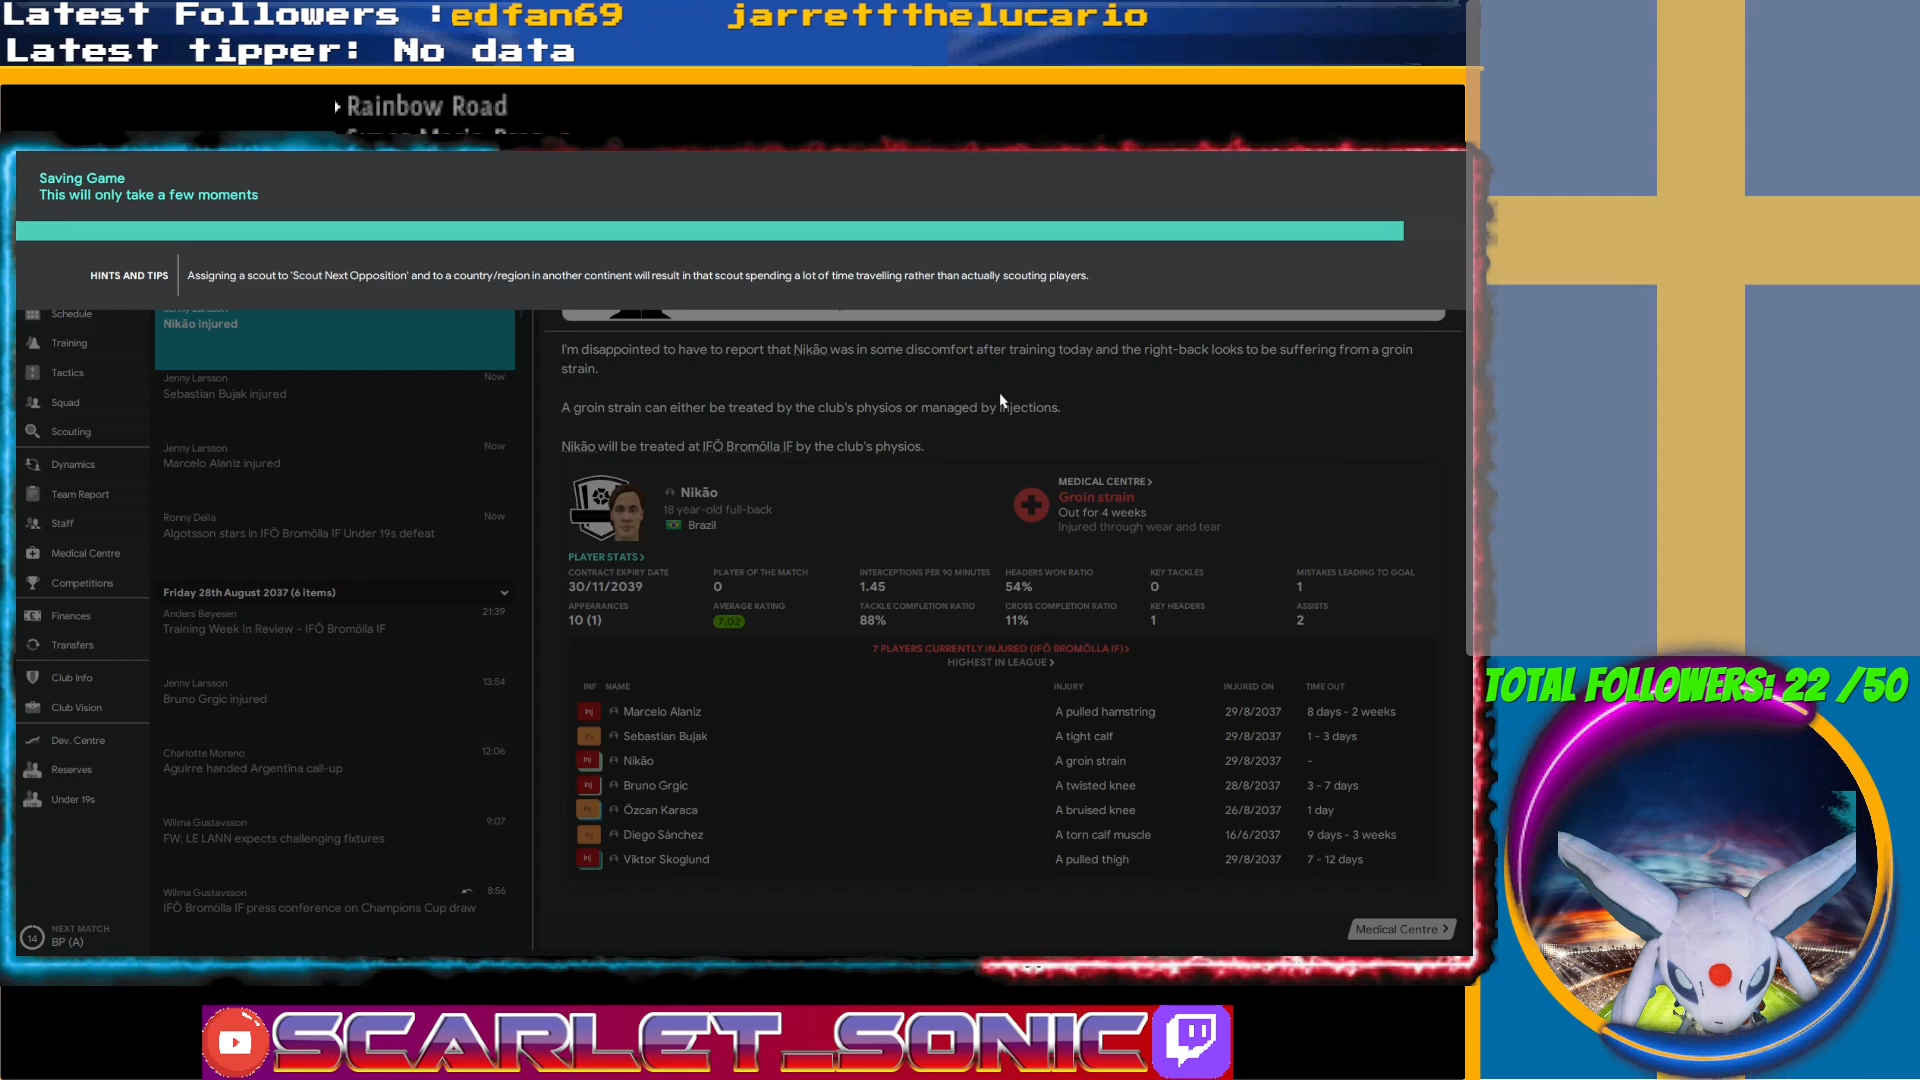 Latest Followers : edfan69 jarrettthelucario
Latest tipper: No data
Rainbow Road
Saving Game
This will only take a few moments
HINTS AND TIPS
Assigning a scout to 'Scout Next Opposition' and to a country/region in another continent will result in that scout spending a lot of time travelling rather than actually scouting players.
Schedule
Training
Tactics
Squad
Scouting
Dynamics
Team Report
Staff
Medical Centre
Competitions
Finances
Transfers
Club Info
Club Vision
Dev. Centre
Reserves
Under 19s
14
NEXT MATCH
BP (A)
Nikão injured
Jenny Larsson Now
Sebastian Bujak injured
Jenny Larsson Now
Marcelo Alaniz injured
Ronny Deila Now
Algotsson stars in IFÖ Bromölla IF Under 19s defeat
Friday 28th August 2037 (6 items)
Anders Bøyesen 21:39
Training Week In Review - IFÖ Bromölla IF
Jenny Larsson 13:54
Bruno Grgic injured
Charlotte Moreno 12:06
Aguirre handed Argentina call-up
Wilma Gustavsson 9:07
FW: LE LANN expects challenging fixtures
Wilma Gustavsson 8:56
IFÖ Bromölla IF press conference on Champions Cup draw
I'm disappointed to have to report that Nikão was in some discomfort after training today and the right-back looks to be suffering from a groin
strain.
A groin strain can either be treated by the club's physios or managed by injections.
Nikão will be treated at IFÖ Bromölla IF by the club's physios.
Nikão
18 year-old full-back
Brazil
MEDICAL CENTRE >
Groin strain
Out for 4 weeks
Injured through wear and tear
PLAYER STATS >
CONTRACT EXPIRY DATE PLAYER OF THE MATCH INTERCEPTIONS PER 90 MINUTES HEADERS WON RATIO KEY TACKLES MISTAKES LEADING TO GOAL
30/11/2039 0 1.45 54% 0 1
APPEARANCES AVERAGE RATING TACKLE COMPLETION RATIO CROSS COMPLETION RATIO KEY HEADERS ASSISTS
10 (1) 7.02 88% 11% 1 2
7 PLAYERS CURRENTLY INJURED (IFÖ BROMÖLLA IF) >
HIGHEST IN LEAGUE >
INF NAME INJURY INJURED ON TIME OUT
Inj Marcelo Alaniz A pulled hamstring 29/8/2037 8 days - 2 weeks
Inj Sebastian Bujak A tight calf 29/8/2037 1 - 3 days
Inj Nikão A groin strain 29/8/2037 -
Inj Bruno Grgic A twisted knee 28/8/2037 3 - 7 days
Inj Özcan Karaca A bruised knee 26/8/2037 1 day
Inj Diego Sánchez A torn calf muscle 16/6/2037 9 days - 3 weeks
Inj Viktor Skoglund A pulled thigh 29/8/2037 7 - 12 days
Medical Centre >
TOTAL FOLLOWERS: 22 /50
SCARLET_SONIC